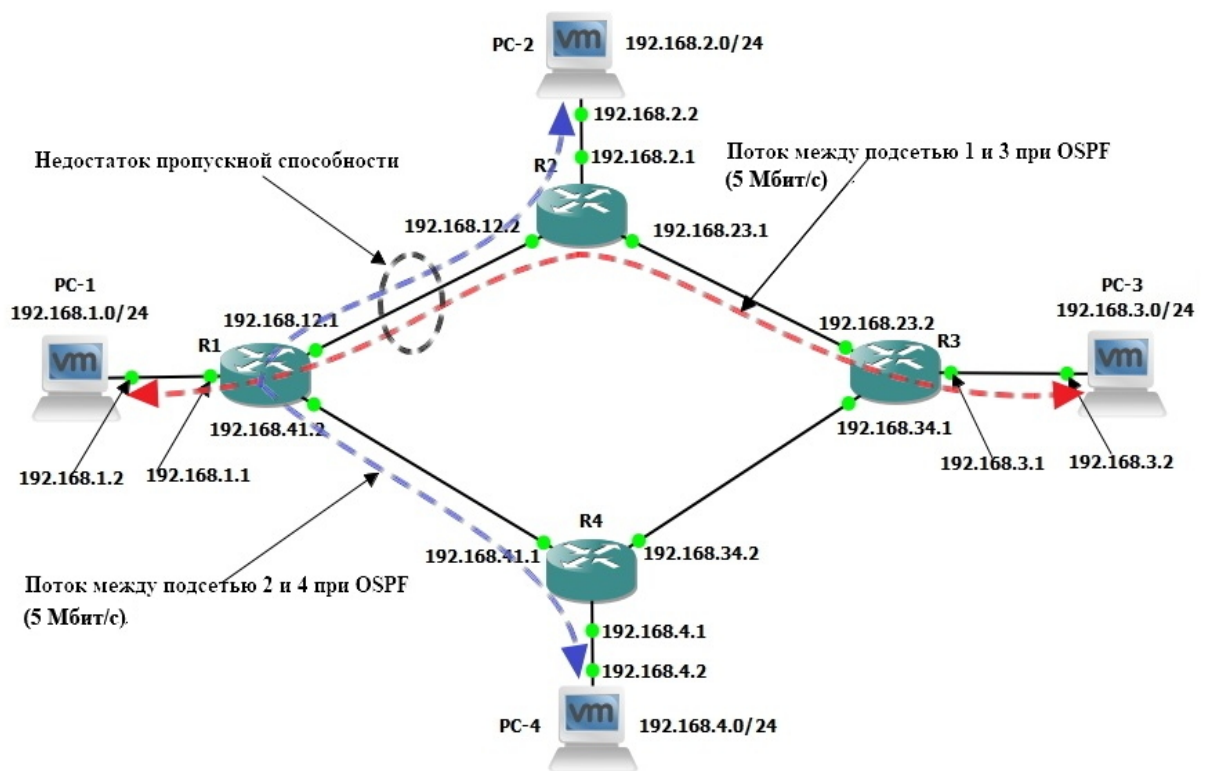 PC-2
192.168.2.0/24
192.168.2.2
Недостаток пропускной способности
192.168.2.1
Поток между подсетью 1 и 3 при OSPF
(5 Мбит/с)
R2
192.168.12.2
192.168.23.1
PC-1
192.168.1.0/24
PC-3
192.168.3.0/24
192.168.12.1
192.168.23.2
R1
R3
192.168.41.2
192.168.34.1
192.168.1.2
192.168.1.1
192.168.3.1
192.168.3.2
R4
192.168.41.1
192.168.34.2
Поток между подсетью 2 и 4 при OSPF
(5 Мбит/с)
192.168.4.1
192.168.4.2
PC-4
192.168.4.0/24
vm
vm
vm
vm